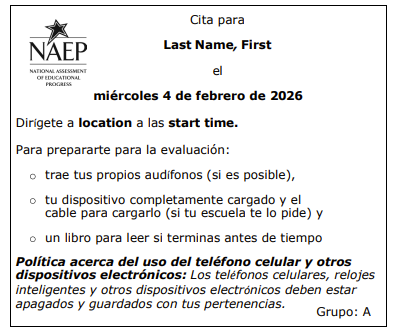 Cita para
NAEP
NATIONAL ASSESSMENT
OF EDUCATIONAL
PROGRESS
Last Name, First
el
miércoles 4 de febrero de 2026
Dirígete a location a las start time.
Para prepararte para la evaluación:
○ trae tus propios audífonos (si es posible),
○ tu dispositivo completamente cargado y el
cable para cargarlo (si tu escuela te lo pide) y
○ un libro para leer si terminas antes de tiempo
Política acerca del uso del teléfono celular y otros
dispositivos electrónicos: Los teléfonos celulares, relojes
inteligentes y otros dispositivos electrónicos deben estar
apagados y guardados con tus pertenencias.
Grupo: A